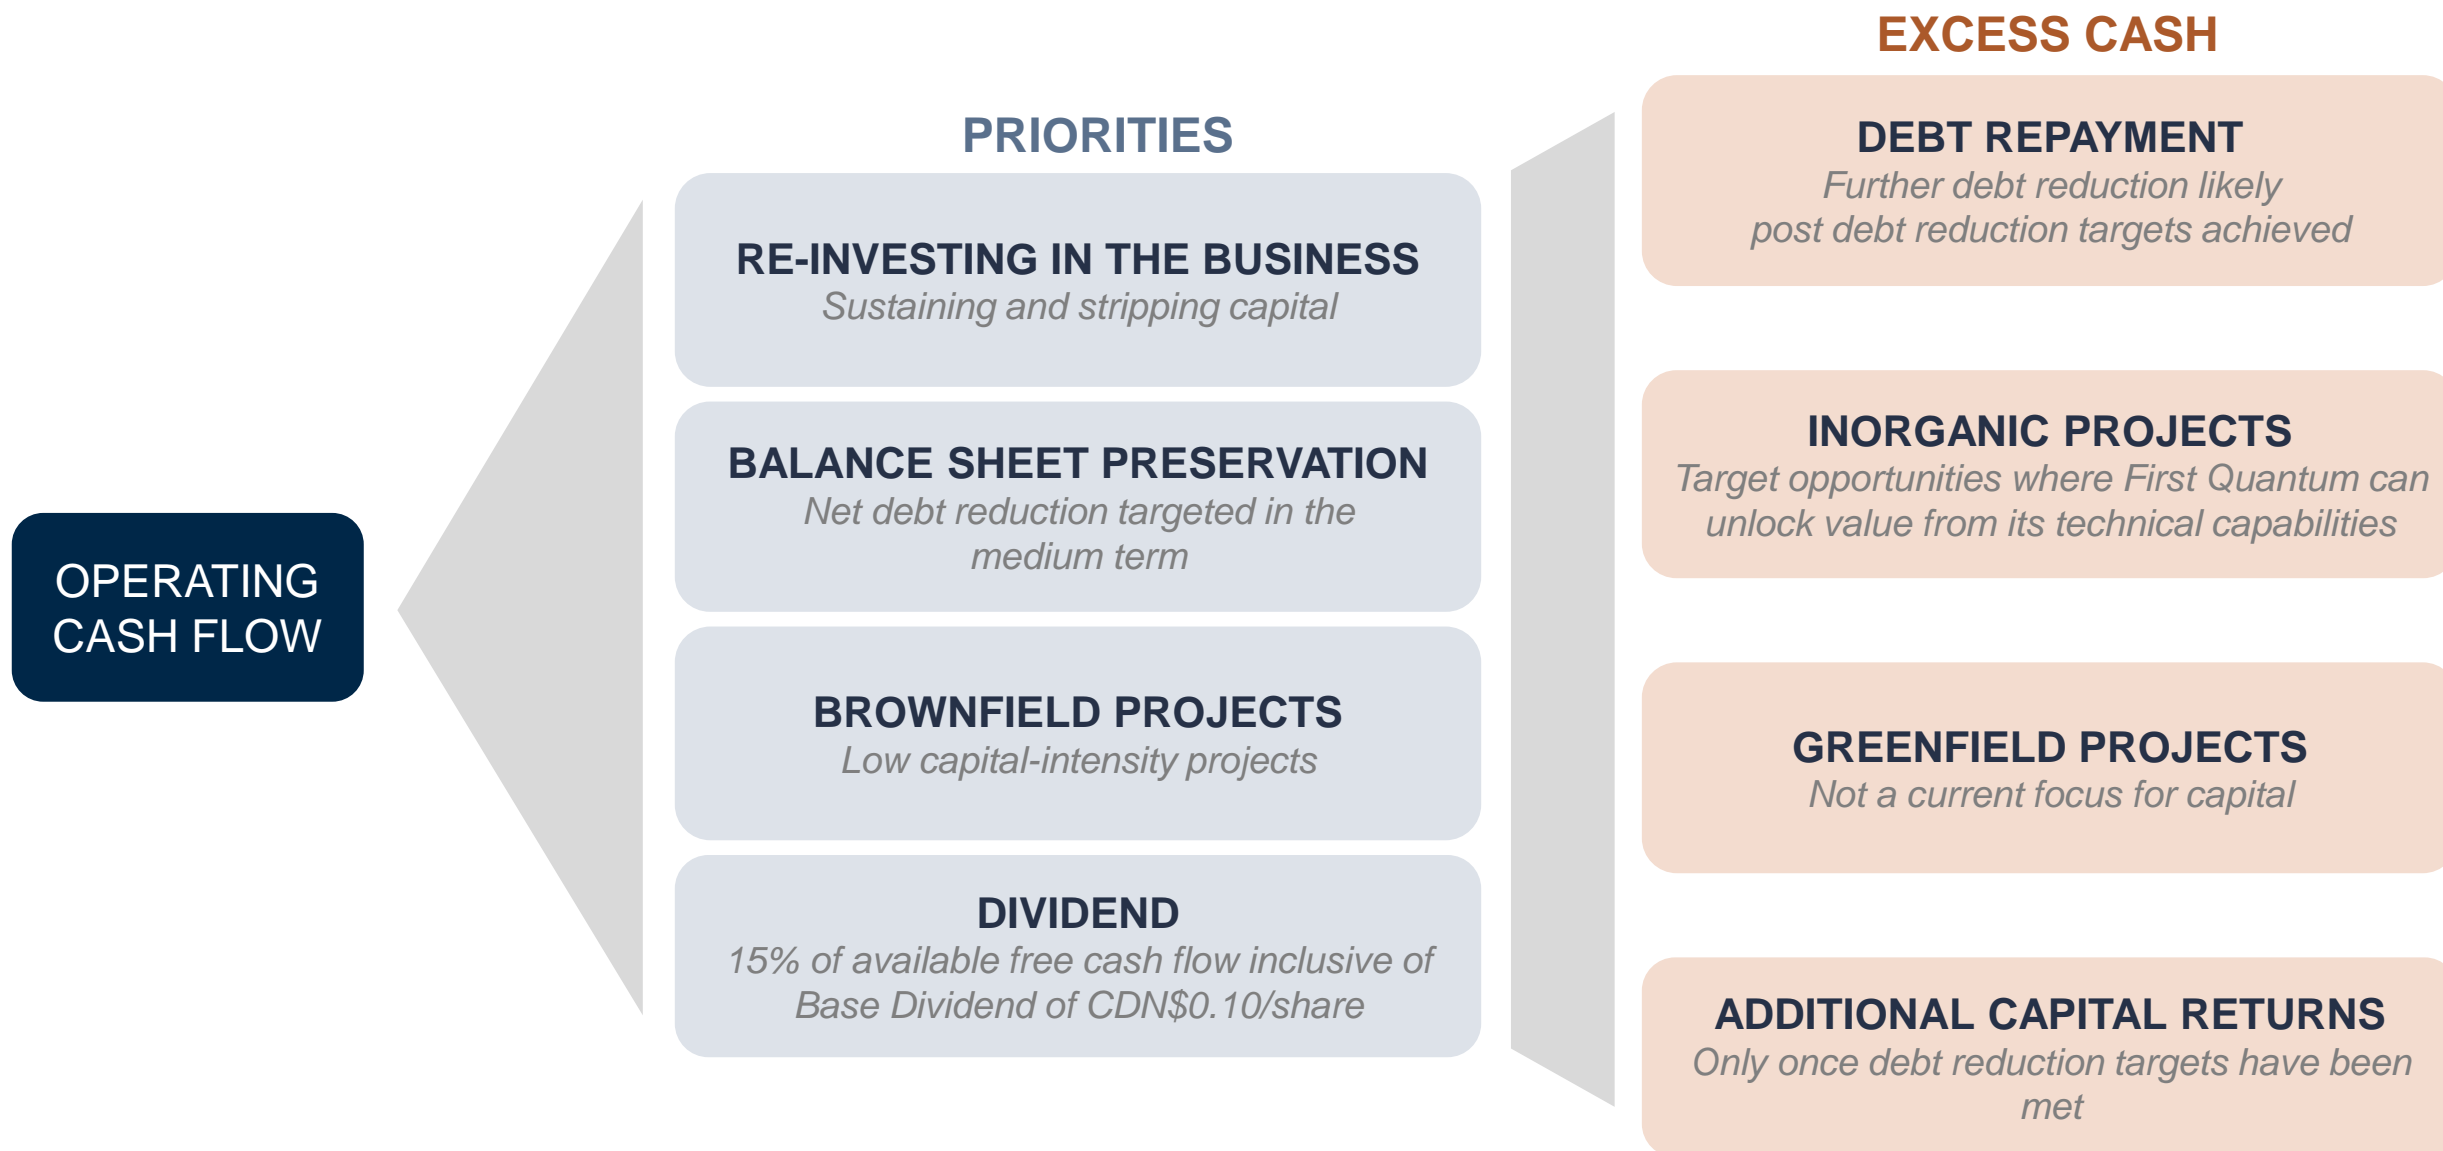 OPERATING
CASH FLOW
PRIORITIES
RE-INVESTING IN THE BUSINESS
Sustaining and stripping capital
BALANCE SHEET PRESERVATION
Net debt reduction targeted in the
medium term
BROWNFIELD PROJECTS
Low capital-intensity projects
DIVIDEND
15% of available free cash flow inclusive of
Base Dividend of CDN$0.10/share
EXCESS CASH
DEBT REPAYMENT
Further debt reduction likely
post debt reduction targets achieved
INORGANIC PROJECTS
Target opportunities where First Quantum can
unlock value from its technical capabilities
GREENFIELD PROJECTS
Not a current focus for capital
ADDITIONAL CAPITAL RETURNS
Only once debt reduction targets have been
met